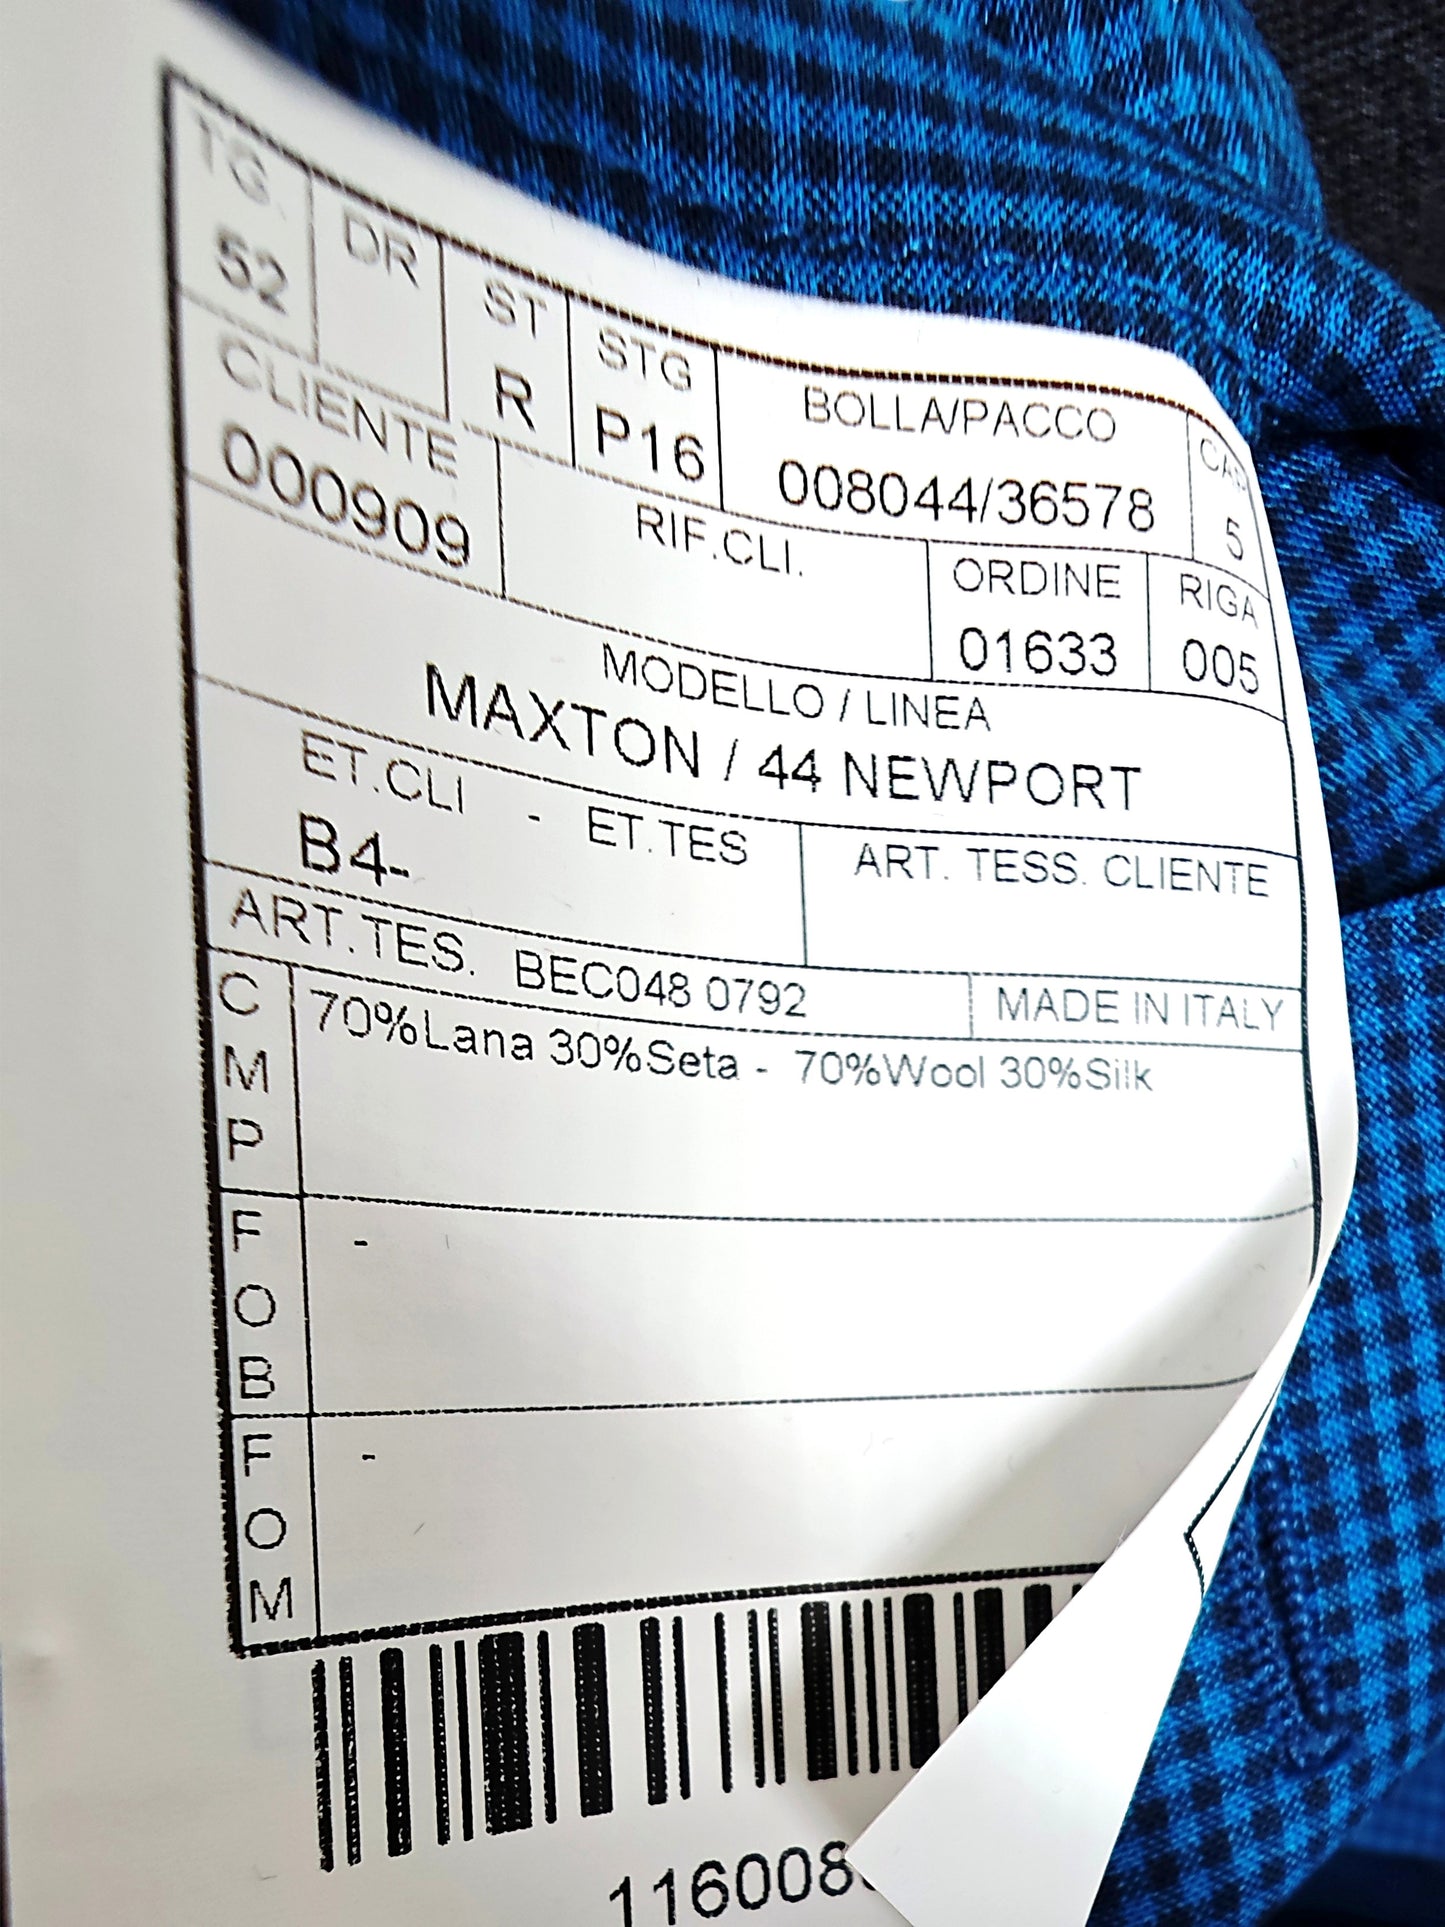 TG. DR ST STG BOLLA/PACCO
52 R P16 008044/36578 5
CLIENTE RIF.CLI. ORDINE RIGA
000909 01633 005
MODELLO / LINEA
MAXTON / 44 NEWPORT
ET.CLI - ET.TES ART. TESS. CLIENTE
B4-
ART.TES. BEC048 0792 MADE IN ITALY
CMP 70%Lana 30%Seta - 70%Wool 30%Silk
FOB -
FOM -
116008